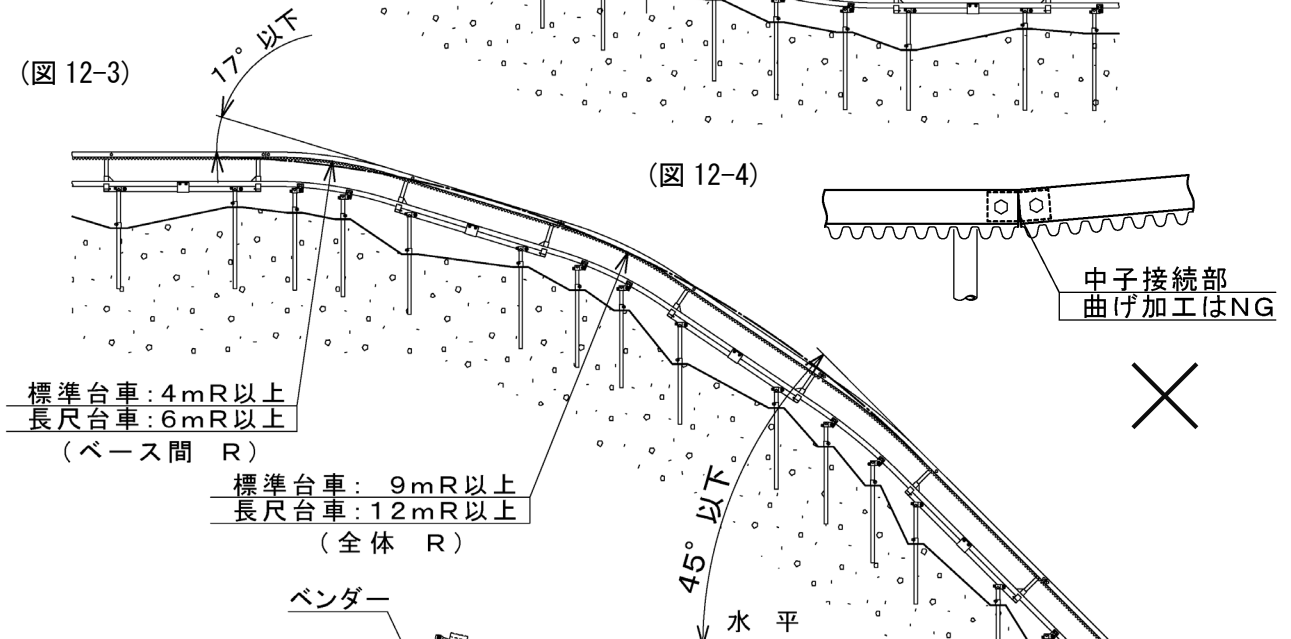 17° 以下
(図 12-3)
(図 12-4)
中子接続部
曲げ加工はNG
標準台車:4mR以上
長尺台車:6mR以上
(ベース間 R)
標準台車: 9mR以上
長尺台車:12mR以上
(全体 R)
45° 以下
ベンダー
水 平